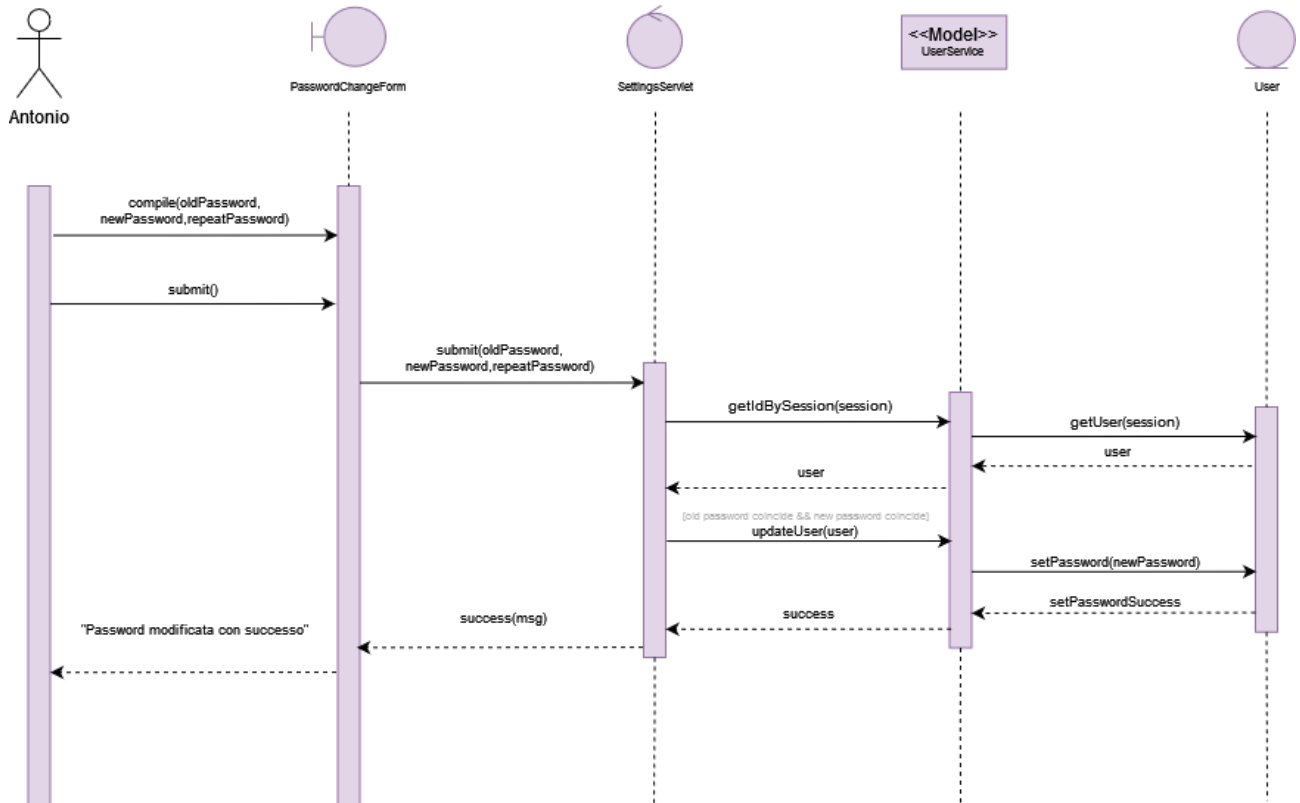 <<Model>>
UserService
PasswordChangeForm
SettingsServlet
User
Antonio
compile(oldPassword,
newPassword,repeatPassword)
submit()
submit(oldPassword,
newPassword,repeatPassword)
getIdBySession(session)
getUser(session)
user
user
[old password coincide && new password coincide]
updateUser(user)
setPassword(newPassword)
setPasswordSuccess
success
success(msg)
"Password modificata con successo"